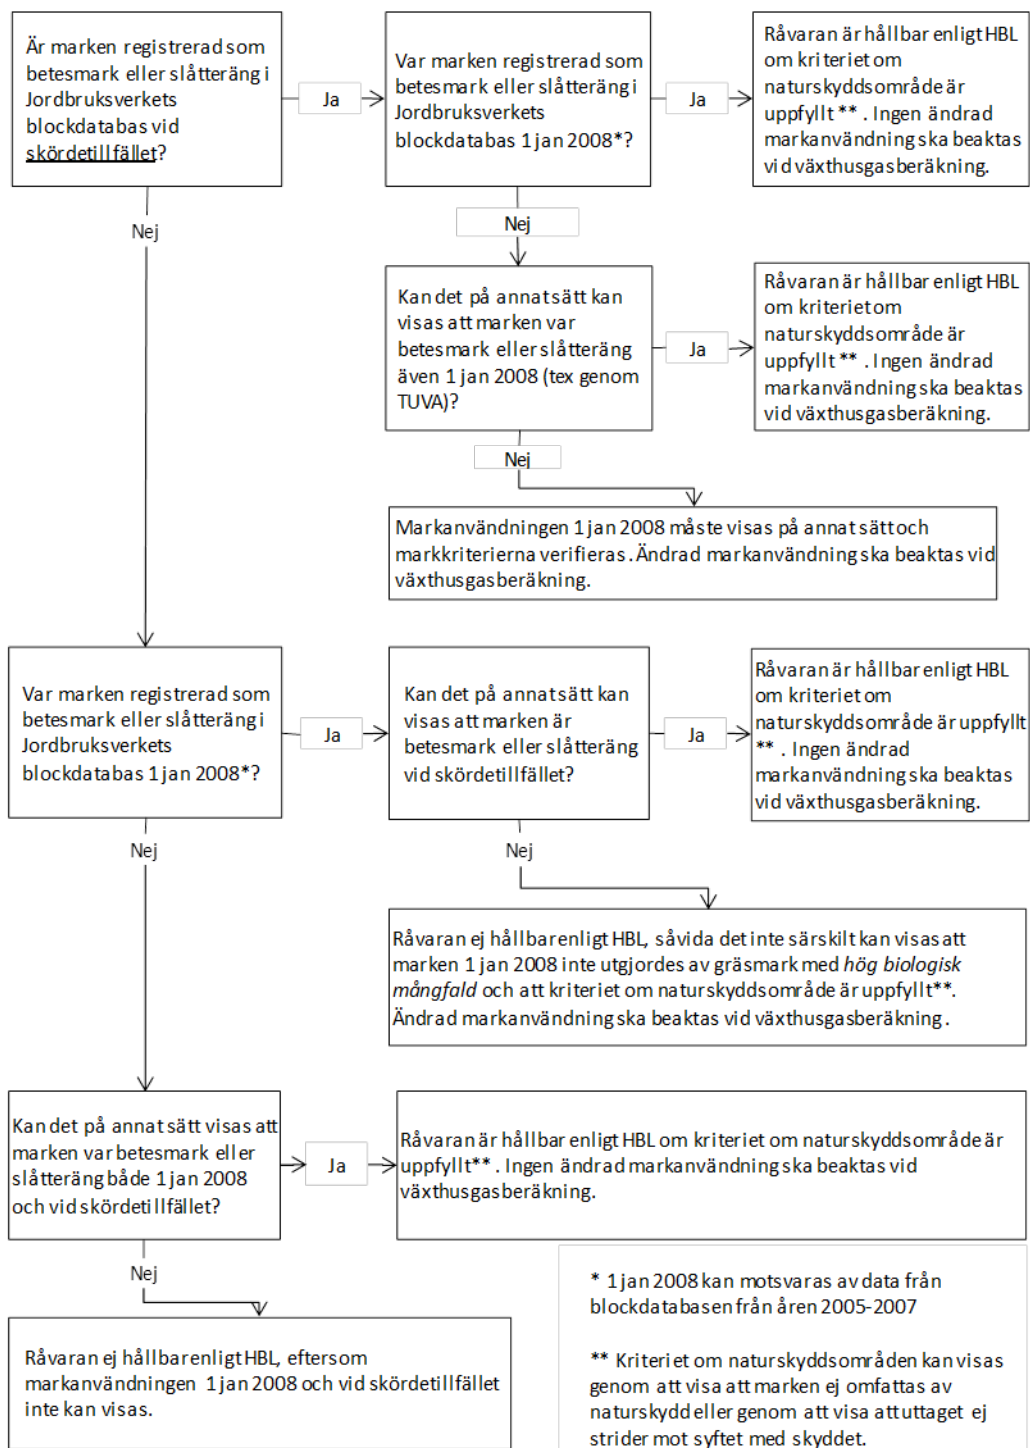 Är marken registrerad som
betesmark eller slåtteräng i
Jordbruksverkets
blockdatabas vid
skördetillfället?
Ja
Var marken registrerad som
betesmark eller slåtteräng i
Jordbruksverkets
blockdatabas 1 jan 2008*?
Ja
Råvaran är hållbar enligt HBL
om kriteriet om
naturskyddsområde är
uppfyllt ** . Ingen ändrad
markanvändning ska beaktas
vid växthusgasberäkning.
Nej
Nej
Kan det på annat sätt kan
visas att marken var
betesmark eller slåtteräng
även 1 jan 2008 (tex genom
TUVA)?
Ja
Råvaran är hållbar enligt HBL
om kriteriet om
naturskyddsområde är
uppfyllt ** . Ingen ändrad
markanvändning ska beaktas
vid växthusgasberäkning.
Nej
Markanvändningen 1 jan 2008 måste visas på annat sätt och
markkriterierna verifieras. Ändrad markanvändning ska beaktas vid
växthusgasberäkning.
Var marken registrerad som
betesmark eller slåtteräng i
Jordbruksverkets
blockdatabas 1 jan 2008*?
Ja
Kan det på annat sätt kan
visas att marken är
betesmark eller slåtteräng
vid skördetillfället?
Ja
Råvaran är hållbar enligt HBL
om kriteriet om
naturskyddsområde är uppfyllt
** . Ingen ändrad
markanvändning ska beaktas
vid växthusgasberäkning.
Nej
Nej
Råvaran ej hållbar enligt HBL, såvida det inte särskilt kan visas att
marken 1 jan 2008 inte utgjordes av gräsmark med hög biologisk
mångfald och att kriteriet om naturskyddsområde är uppfyllt**.
Ändrad markanvändning ska beaktas vid växthusgasberäkning .
Kan det på annat sätt visas att
marken var betesmark eller
slåtteräng både 1 jan 2008
och vid skördetillfället?
Ja
Råvaran är hållbar enligt HBL om kriteriet om naturskyddsområde är
uppfyllt** . Ingen ändrad markanvändning ska beaktas vid
växthusgasberäkning.
Nej
Råvaran ej hållbar enligt HBL, eftersom
markanvändningen 1 jan 2008 och vid skördetillfället
inte kan visas.
* 1 jan 2008 kan motsvaras av data från
blockdatabasen från åren 2005-2007
** Kriteriet om naturskyddsområden kan visas
genom att visa att marken ej omfattas av
naturskydd eller genom att visa att uttaget ej
strider mot syftet med skyddet.